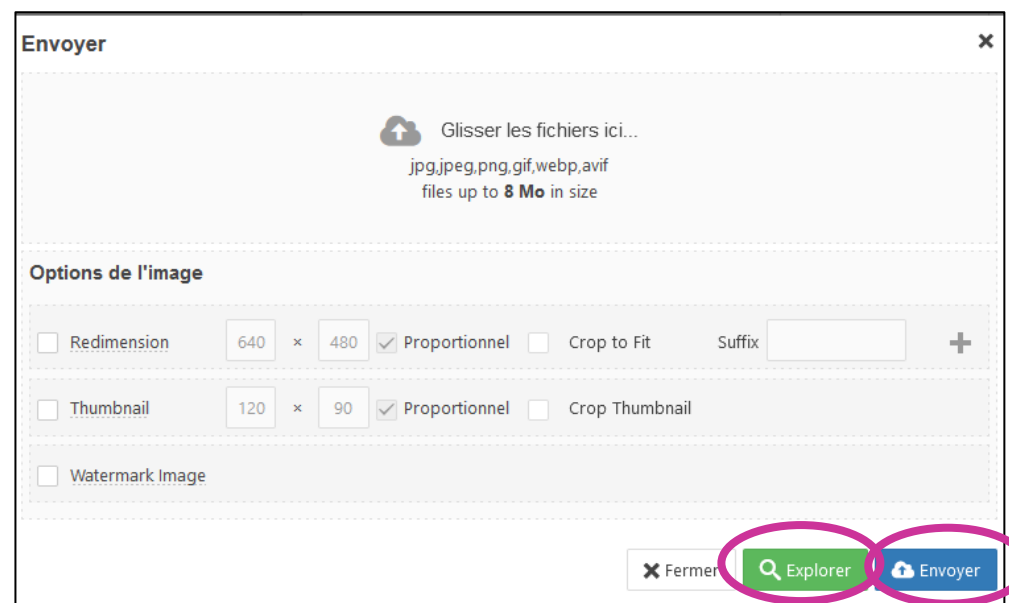 Envoyer
Glisser les fichiers ici...
jpg,jpeg,png,gif,webp,avif
files up to 8 Mo in size
Options de l'image
Redimension 640 × 480 Proportionnel Crop to Fit Suffix
Thumbnail 120 × 90 Proportionnel Crop Thumbnail
Watermark Image
Fermer Explorer Envoyer